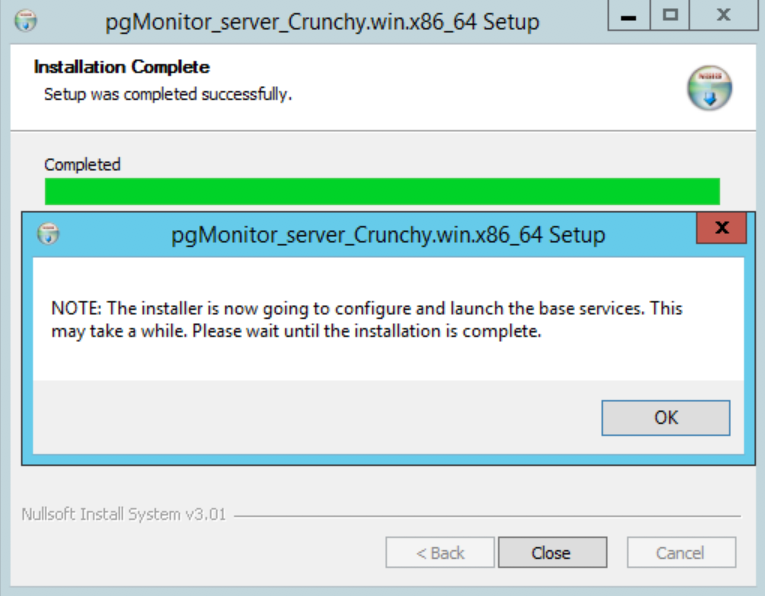 pgMonitor_server_Crunchy.win.x86_64 Setup
Installation Complete
Setup was completed successfully.
Completed
pgMonitor_server_Crunchy.win.x86_64 Setup
NOTE: The installer is now going to configure and launch the base services. This
may take a while. Please wait until the installation is complete.
OK
Nullsoft Install System v3.01
< Back
Close
Cancel